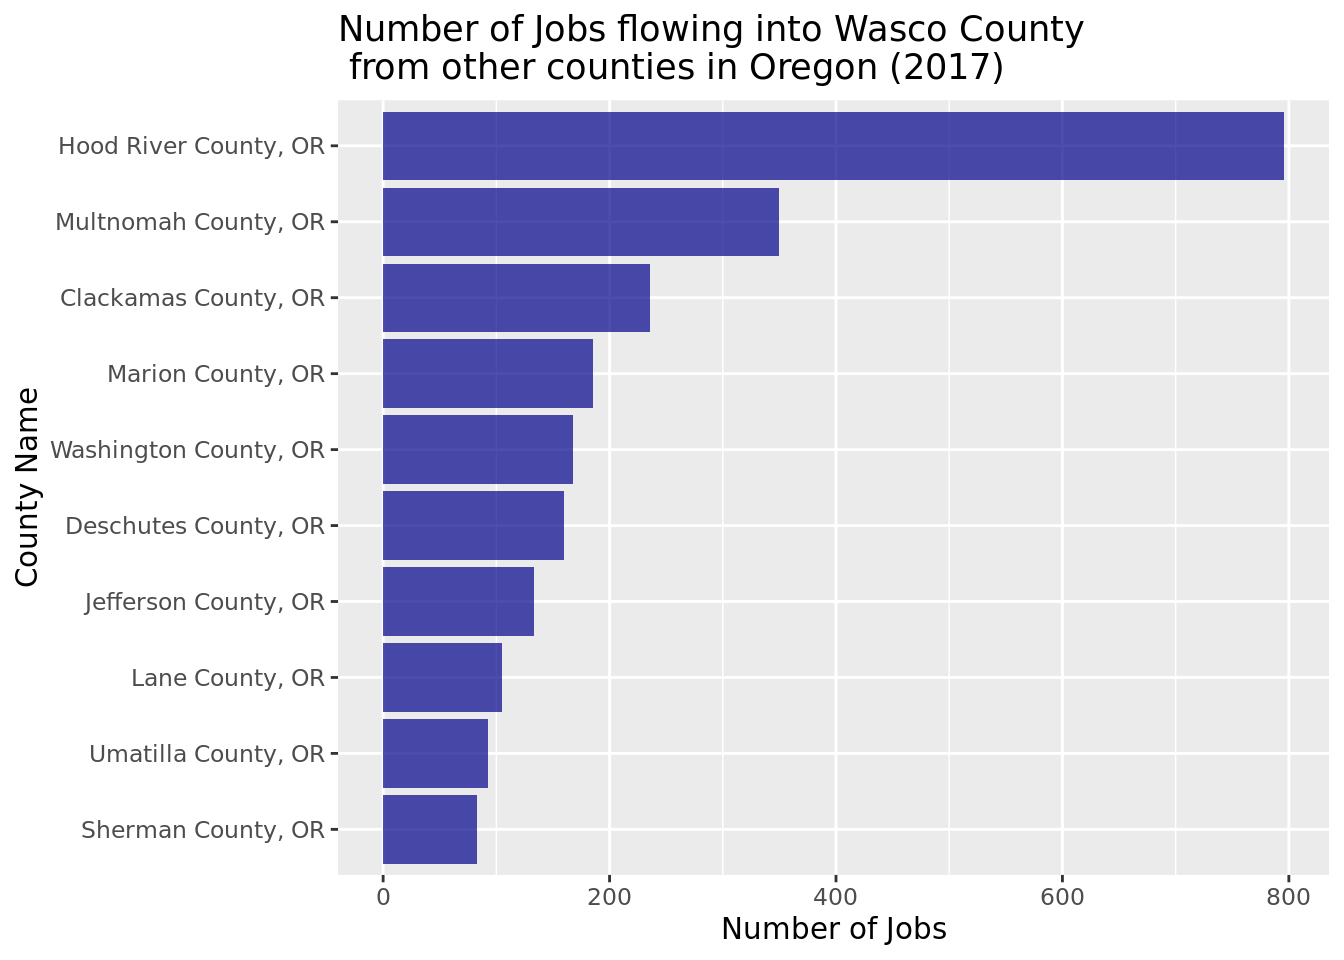 Number of Jobs flowing into Wasco County
from other counties in Oregon (2017)
Hood River County, OR
Multnomah County, OR
Clackamas County, OR
Marion County, OR
Washington County, OR
Deschutes County, OR
Jefferson County, OR
Lane County, OR
Umatilla County, OR
Sherman County, OR
County Name
0 200 400 600 800
Number of Jobs